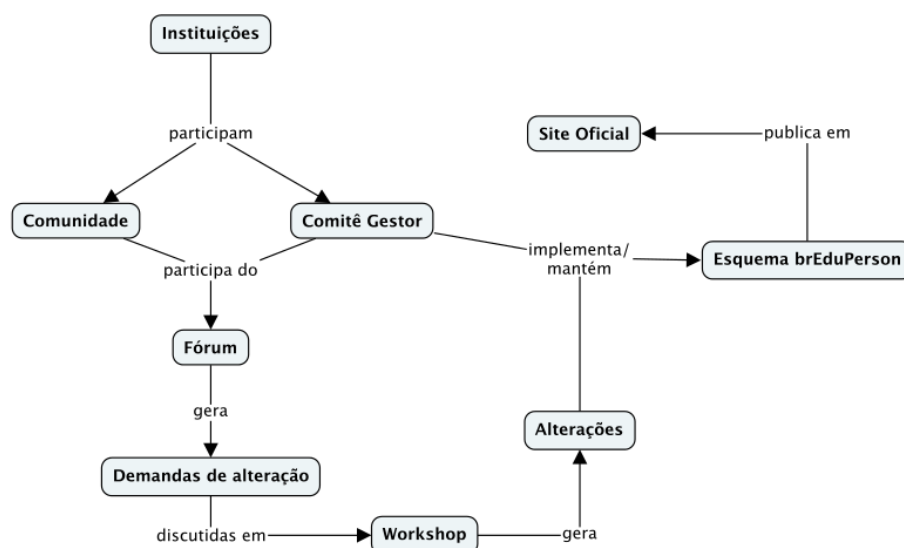 Instituições
participam
Site Oficial
publica em
Comunidade
Comitê Gestor
implementa/
mantém
Esquema brEduPerson
participa do
Fórum
gera
Alterações
Demandas de alteração
discutidas em
Workshop
gera